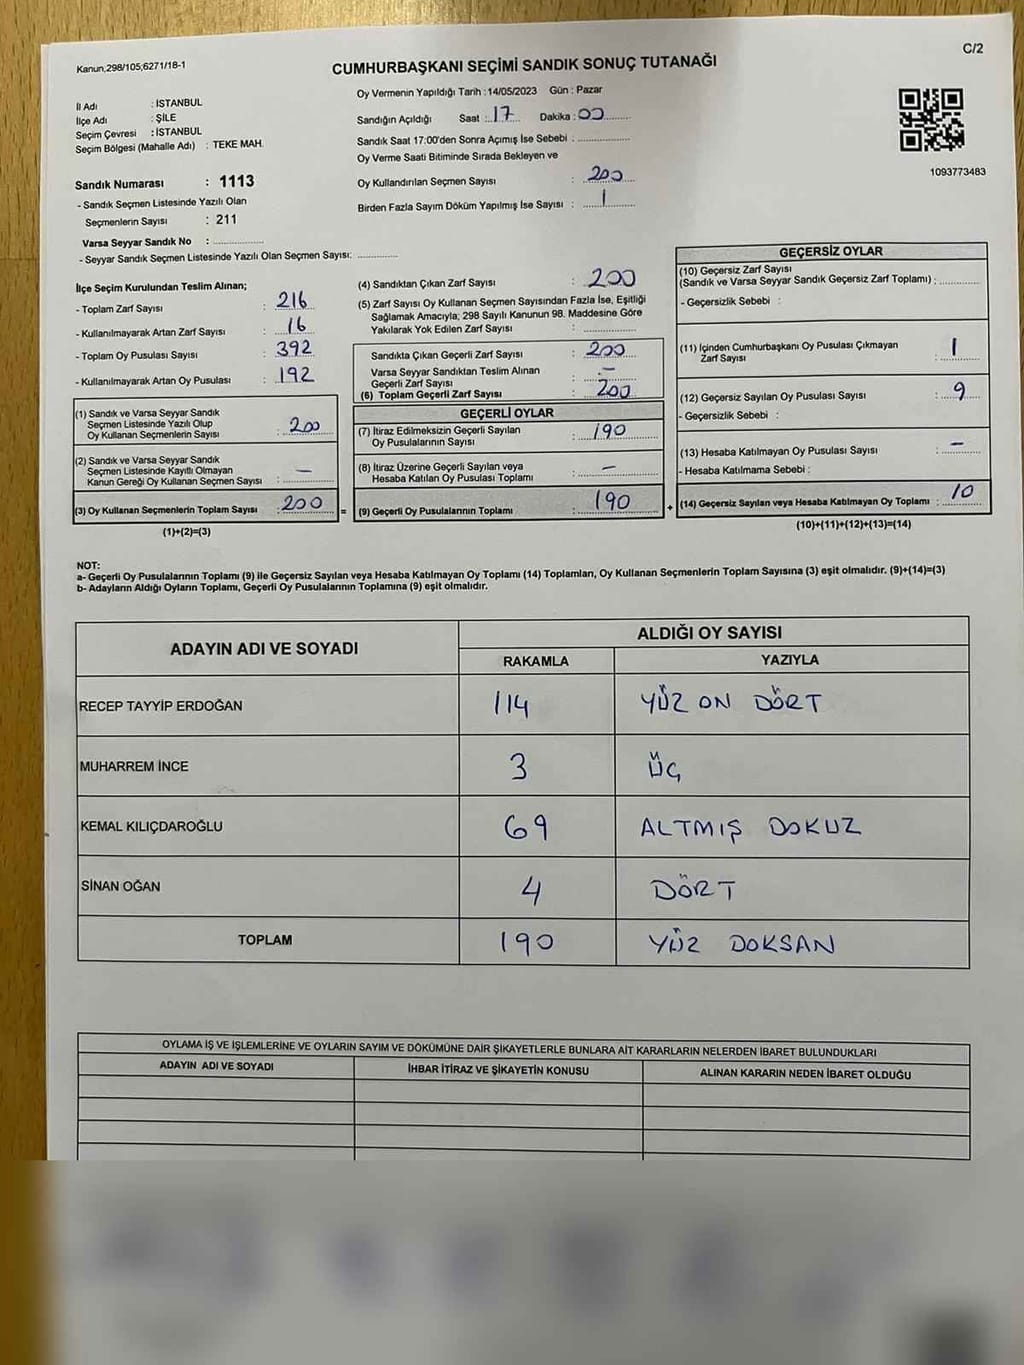 Kanun,298/105,6271/18-1
C/2
CUMHURBAŞKANI SEÇİMİ SANDIK SONUÇ TUTANAĞI
İl Adı : İSTANBUL
İlçe Adı : ŞİLE
Seçim Çevresi : İSTANBUL
Seçim Bölgesi (Mahalle Adı) : TEKE MAH.
Sandık Numarası : 1113
- Sandık Seçmen Listesinde Yazılı Olan
Seçmenlerin Sayısı : 211
Varsa Seyyar Sandık No :
- Seyyar Sandık Seçmen Listesinde Yazılı Olan Seçmen Sayısı:
Oy Vermenin Yapıldığı Tarih : 14/05/2023 Gün : Pazar
Sandığın Açıldığı Saat : 17 Dakika : 00
Sandık Saat 17:00'den Sonra Açımış İse Sebebi :
Oy Verme Saati Bitiminde Sırada Bekleyen ve
Oy Kullandırılan Seçmen Sayısı : 200
Birden Fazla Sayım Döküm Yapılmış İse Sayısı : 1
1093773483
İlçe Seçim Kurulundan Teslim Alınan;
- Toplam Zarf Sayısı : 216
- Kullanılmayarak Artan Zarf Sayısı : 16
- Toplam Oy Pusulası Sayısı : 392
- Kullanılmayarak Artan Oy Pusulası : 192
(1) Sandık ve Varsa Seyyar Sandık
Seçmen Listesinde Yazılı Olup
Oy Kullanan Seçmenlerin Sayısı : 200
(2) Sandık ve Varsa Seyyar Sandık
Seçmen Listesinde Kayıtlı Olmayan
Kanun Gereği Oy Kullanan Seçmen Sayısı : -
(3) Oy Kullanan Seçmenlerin Toplam Sayısı : 200 =
(1)+(2)=(3)
(4) Sandıktan Çıkan Zarf Sayısı : 200
(5) Zarf Sayısı Oy Kullanan Seçmen Sayısından Fazla İse, Eşitliği
Sağlamak Amacıyla; 298 Sayılı Kanunun 98. Maddesine Göre
Yakılarak Yok Edilen Zarf Sayısı :
Sandıkta Çıkan Geçerli Zarf Sayısı : 200
Varsa Seyyar Sandıktan Teslim Alınan
Geçerli Zarf Sayısı : -
(6) Toplam Geçerli Zarf Sayısı : 200
GEÇERLİ OYLAR
(7) İtiraz Edilmeksizin Geçerli Sayılan
Oy Pusulalarının Sayısı : 190
(8) İtiraz Üzerine Geçerli Sayılan veya
Hesaba Katılan Oy Pusulası Toplamı : -
(9) Geçerli Oy Pusulalarının Toplamı : 190 +
GEÇERSİZ OYLAR
(10) Geçersiz Zarf Sayısı
(Sandık ve Varsa Seyyar Sandık Geçersiz Zarf Toplamı) :
- Geçersizlik Sebebi :
(11) İçinden Cumhurbaşkanı Oy Pusulası Çıkmayan
Zarf Sayısı : 1
(12) Geçersiz Sayılan Oy Pusulası Sayısı : 9
- Geçersizlik Sebebi :
(13) Hesaba Katılmayan Oy Pusulası Sayısı : -
- Hesaba Katılmama Sebebi :
(14) Geçersiz Sayılan veya Hesaba Katılmayan Oy Toplamı : 10
(10)+(11)+(12)+(13)=(14)
NOT:
a- Geçerli Oy Pusulalarının Toplamı (9) ile Geçersiz Sayılan veya Hesaba Katılmayan Oy Toplamı (14) Toplamları, Oy Kullanan Seçmenlerin Toplam Sayısına (3) eşit olmalıdır. (9)+(14)=(3)
b- Adayların Aldığı Oyların Toplamı, Geçerli Oy Pusulalarının Toplamına (9) eşit olmalıdır.
ADAYIN ADI VE SOYADI ALDIĞI OY SAYISI
RAKAMLA YAZIYLA
RECEP TAYYİP ERDOĞAN 114 YÜZ ON DÖRT
MUHARREM İNCE 3 ÜÇ
KEMAL KILIÇDAROĞLU 69 ALTMIŞ DOKUZ
SİNAN OĞAN 4 DÖRT
TOPLAM 190 YÜZ DOKSAN
OYLAMA İŞ VE İŞLEMLERİNE VE OYLARIN SAYIM VE DÖKÜMÜNE DAİR ŞİKAYETLERLE BUNLARA AİT KARARLARIN NELERDEN İBARET BULUNDUKLARI
ADAYIN ADI VE SOYADI İHBAR İTİRAZ VE ŞİKAYETİN KONUSU ALINAN KARARIN NEDEN İBARET OLDUĞU